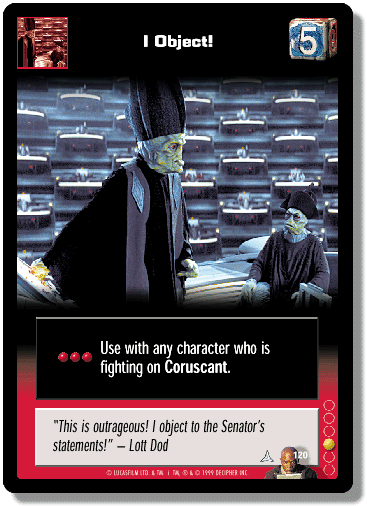 I Object!
5
Use with any character who is
fighting on Coruscant.
"This is outrageous! I object to the Senator's
statements!" – Lott Dod
120
© LUCASFILM LTD. & TM. | TM, ® & © 1999 DECIPHER INC